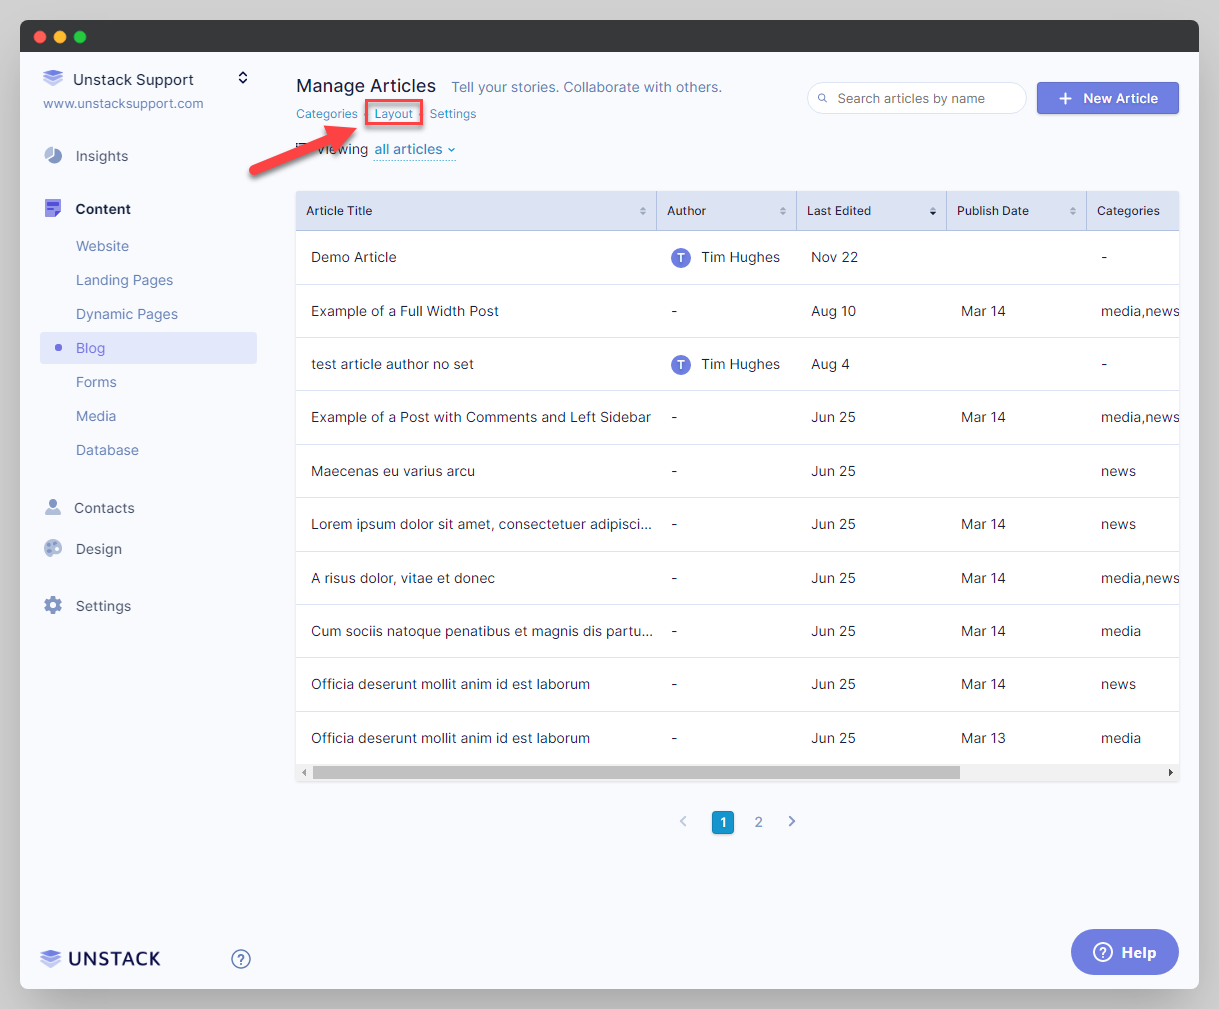 Unstack Support
www.unstacksupport.com
Insights
Content
Website
Landing Pages
Dynamic Pages
Blog
Forms
Media
Database
Contacts
Design
Settings
UNSTACK
Manage Articles Tell your stories. Collaborate with others.
Categories Layout Settings
Search articles by name
New Article
Viewing all articles
Article Title Author Last Edited Publish Date Categories
Demo Article T Tim Hughes Nov 22 -
Example of a Full Width Post - Aug 10 Mar 14 media,news
test article author no set T Tim Hughes Aug 4 -
Example of a Post with Comments and Left Sidebar - Jun 25 Mar 14 media,news
Maecenas eu varius arcu - Jun 25 news
Lorem ipsum dolor sit amet, consectetuer adipisci... - Jun 25 Mar 14 news
A risus dolor, vitae et donec - Jun 25 Mar 14 media,news
Cum sociis natoque penatibus et magnis dis partu... - Jun 25 Mar 14 media
Officia deserunt mollit anim id est laborum - Jun 25 Mar 14 news
Officia deserunt mollit anim id est laborum - Jun 25 Mar 13 media
1 2
? Help